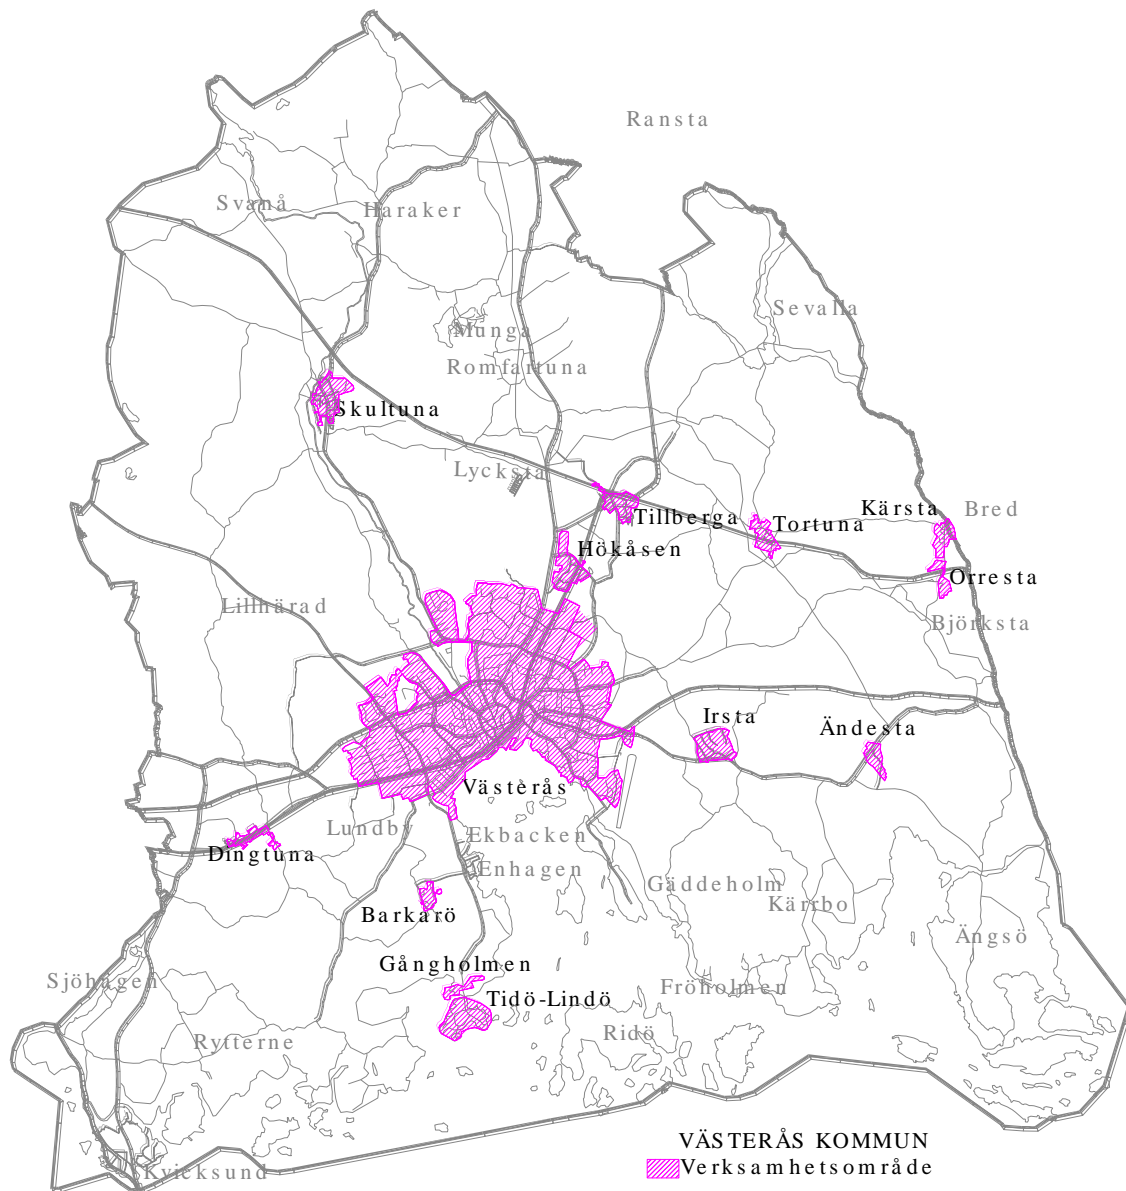 Ransta
Svanå
Haraker
Sevalla
Munga
Romfartuna
Skultuna
Lycksta
Tillberga
Tortuna
Kärsta
Bred
Hökåsen
Orresta
Lillhärad
Björksta
Irsta
Ändesta
Västerås
Lundby
Ekbacken
Dingtuna
Enhagen
Gäddeholm
Kärrbo
Barkarö
Ängsö
Gångholmen
Sjöhagen
Fröholmen
Tidö-Lindö
Ridö
Rytterne
VÄSTERÅS KOMMUN
Verksamhetsområde
Kvicksund